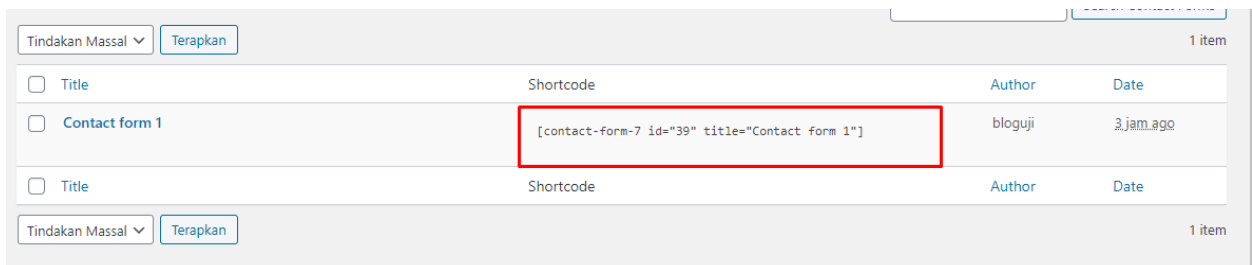 Tindakan Massal Terapkan 1 item
Title Shortcode Author Date
Contact form 1 [contact-form-7 id="39" title="Contact form 1"] bloguji 3 jam ago
Title Shortcode Author Date
Tindakan Massal Terapkan 1 item